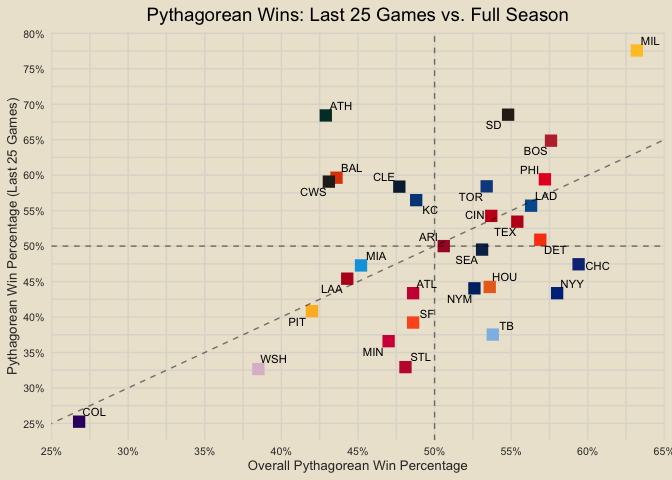 Pythagorean Wins: Last 25 Games vs. Full Season
Pythagorean Win Percentage (Last 25 Games)
80%
75%
70%
65%
60%
55%
50%
45%
40%
35%
30%
25%
MIL
ATH
SD
BOS
BAL
CWS
CLE
KC
PHI
TOR
LAD
CIN
TEX
ARI
DET
SEA
MIA
CHC
LAA
ATL
HOU
NYY
NYM
PIT
SF
TB
MIN
STL
WSH
COL
25%
30%
35%
40%
45%
50%
55%
60%
65%
Overall Pythagorean Win Percentage